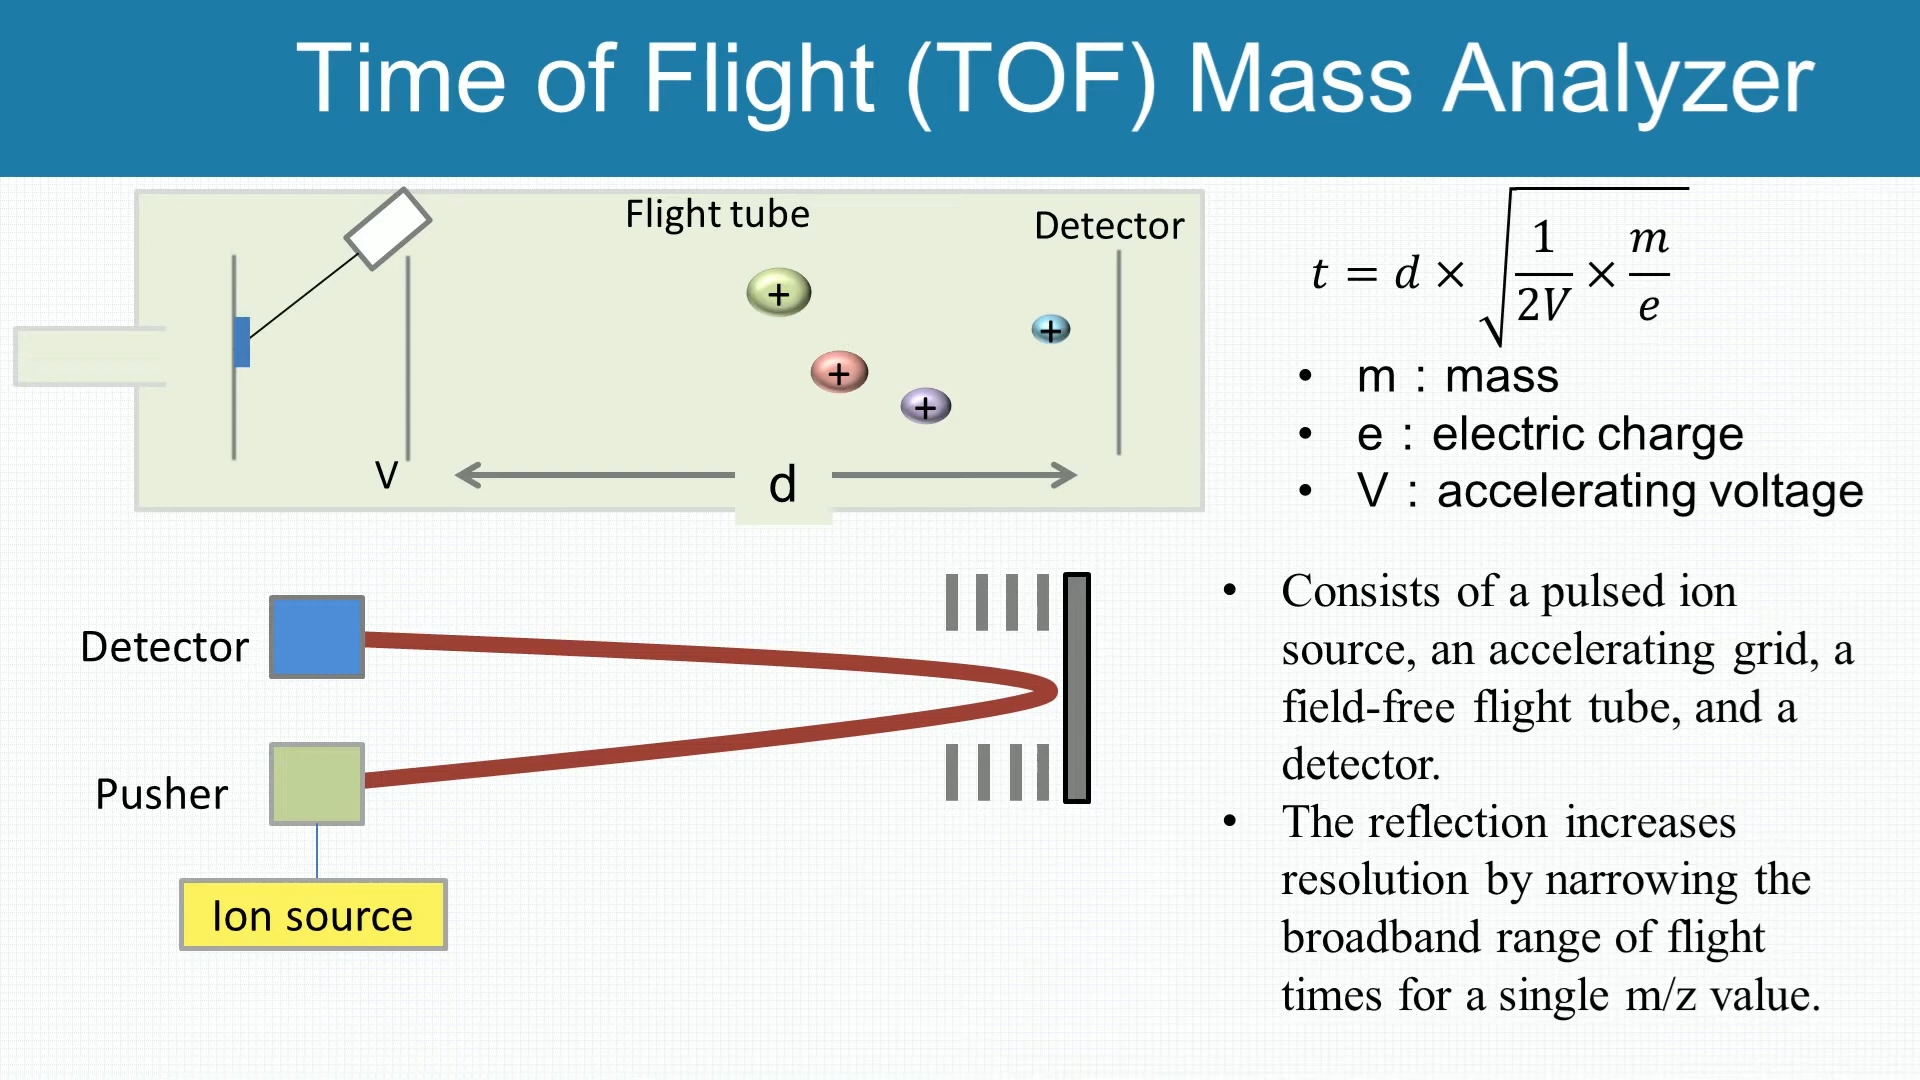 Time of Flight (TOF) Mass Analyzer
Flight tube
Detector
+
+
+
+
V
d
t = d × √(1/2V × m/e)
• m : mass
• e : electric charge
• V : accelerating voltage
Detector
Pusher
Ion source
• Consists of a pulsed ion
source, an accelerating grid, a
field-free flight tube, and a
detector.
• The reflection increases
resolution by narrowing the
broadband range of flight
times for a single m/z value.